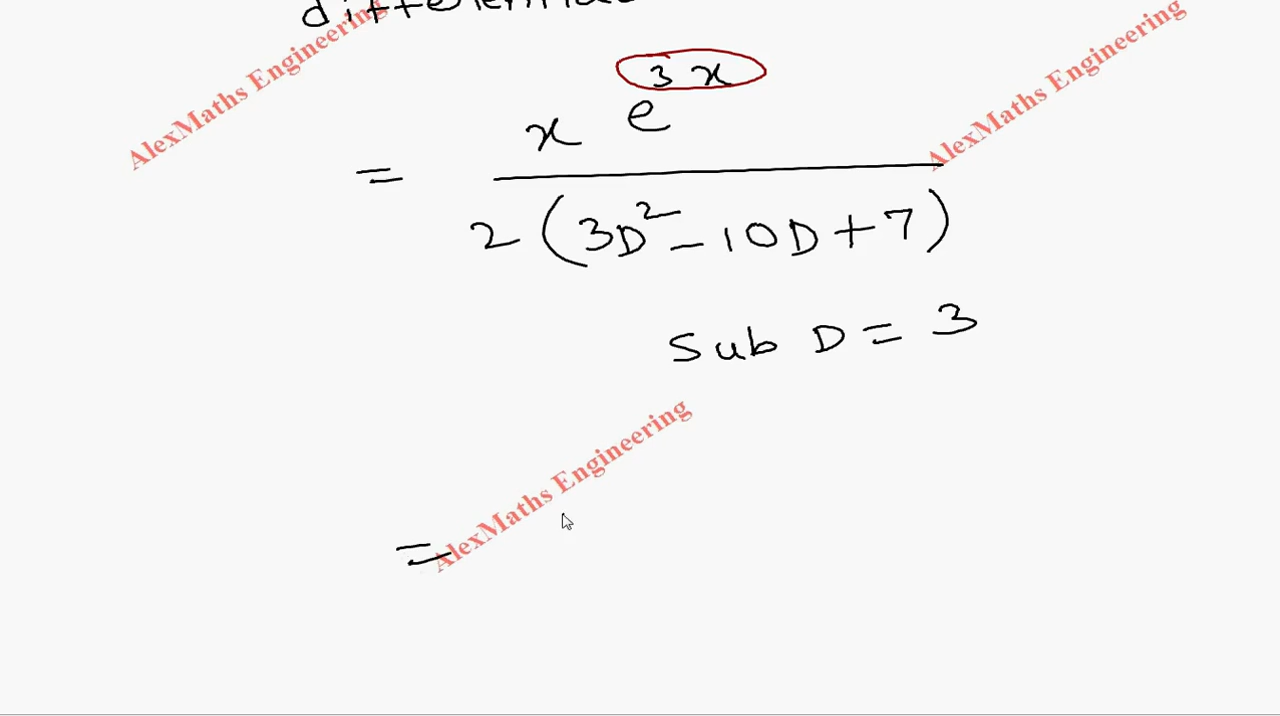 x e^{3x}
= ―――――――――――
2 (3D² − 10D + 7)
Sub D = 3
=
AlexMaths Engineering
AlexMaths Engineering
AlexMaths Engineering